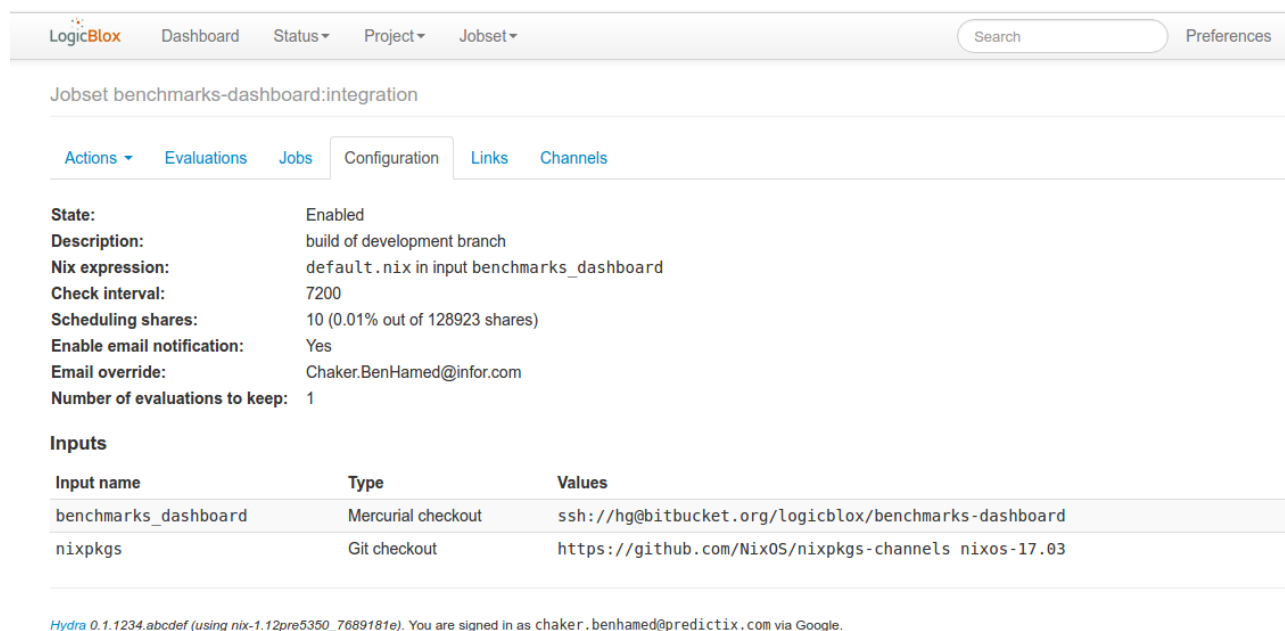 LogicBlox Dashboard Status Project Jobset Search Preferences
Jobset benchmarks-dashboard:integration
Actions Evaluations Jobs Configuration Links Channels
State: Enabled
Description: build of development branch
Nix expression: default.nix in input benchmarks_dashboard
Check interval: 7200
Scheduling shares: 10 (0.01% out of 128923 shares)
Enable email notification: Yes
Email override: Chaker.BenHamed@infor.com
Number of evaluations to keep: 1
Inputs
Input name Type Values
benchmarks_dashboard Mercurial checkout ssh://hg@bitbucket.org/logicblox/benchmarks-dashboard
nixpkgs Git checkout https://github.com/NixOS/nixpkgs-channels nixos-17.03
Hydra 0.1.1234.abcdef (using nix-1.12pre5350_7689181e). You are signed in as chaker.benhamed@predictix.com via Google.